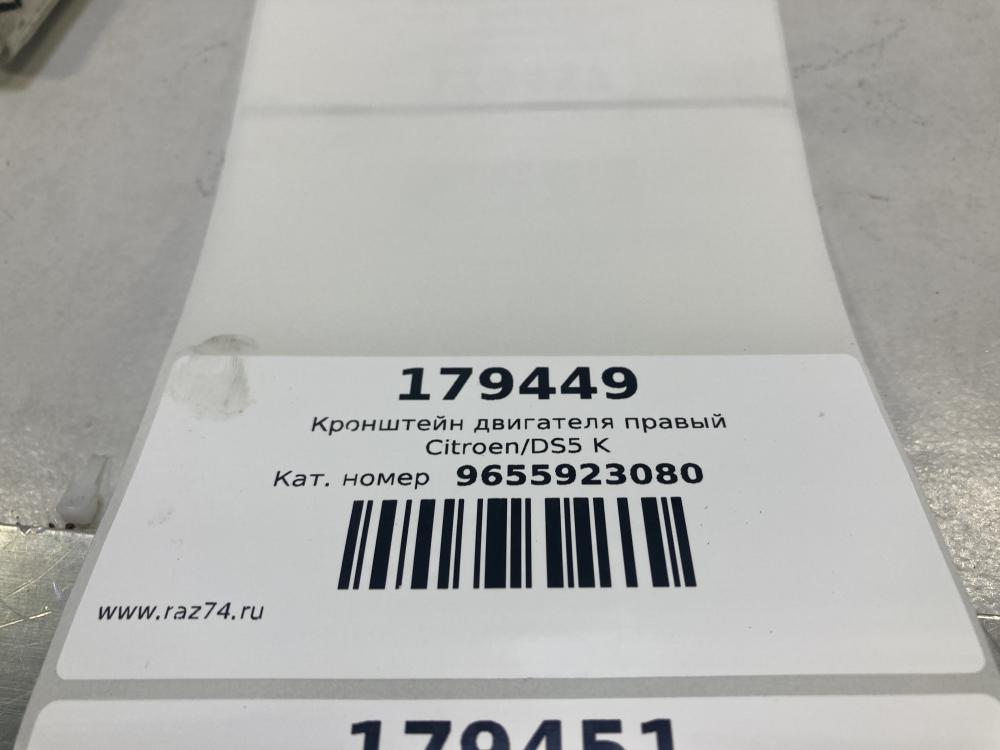 179449
Кронштейн двигателя правый
Citroen/DS5 K
Кат. номер 9655923080
www.raz74.ru
179451